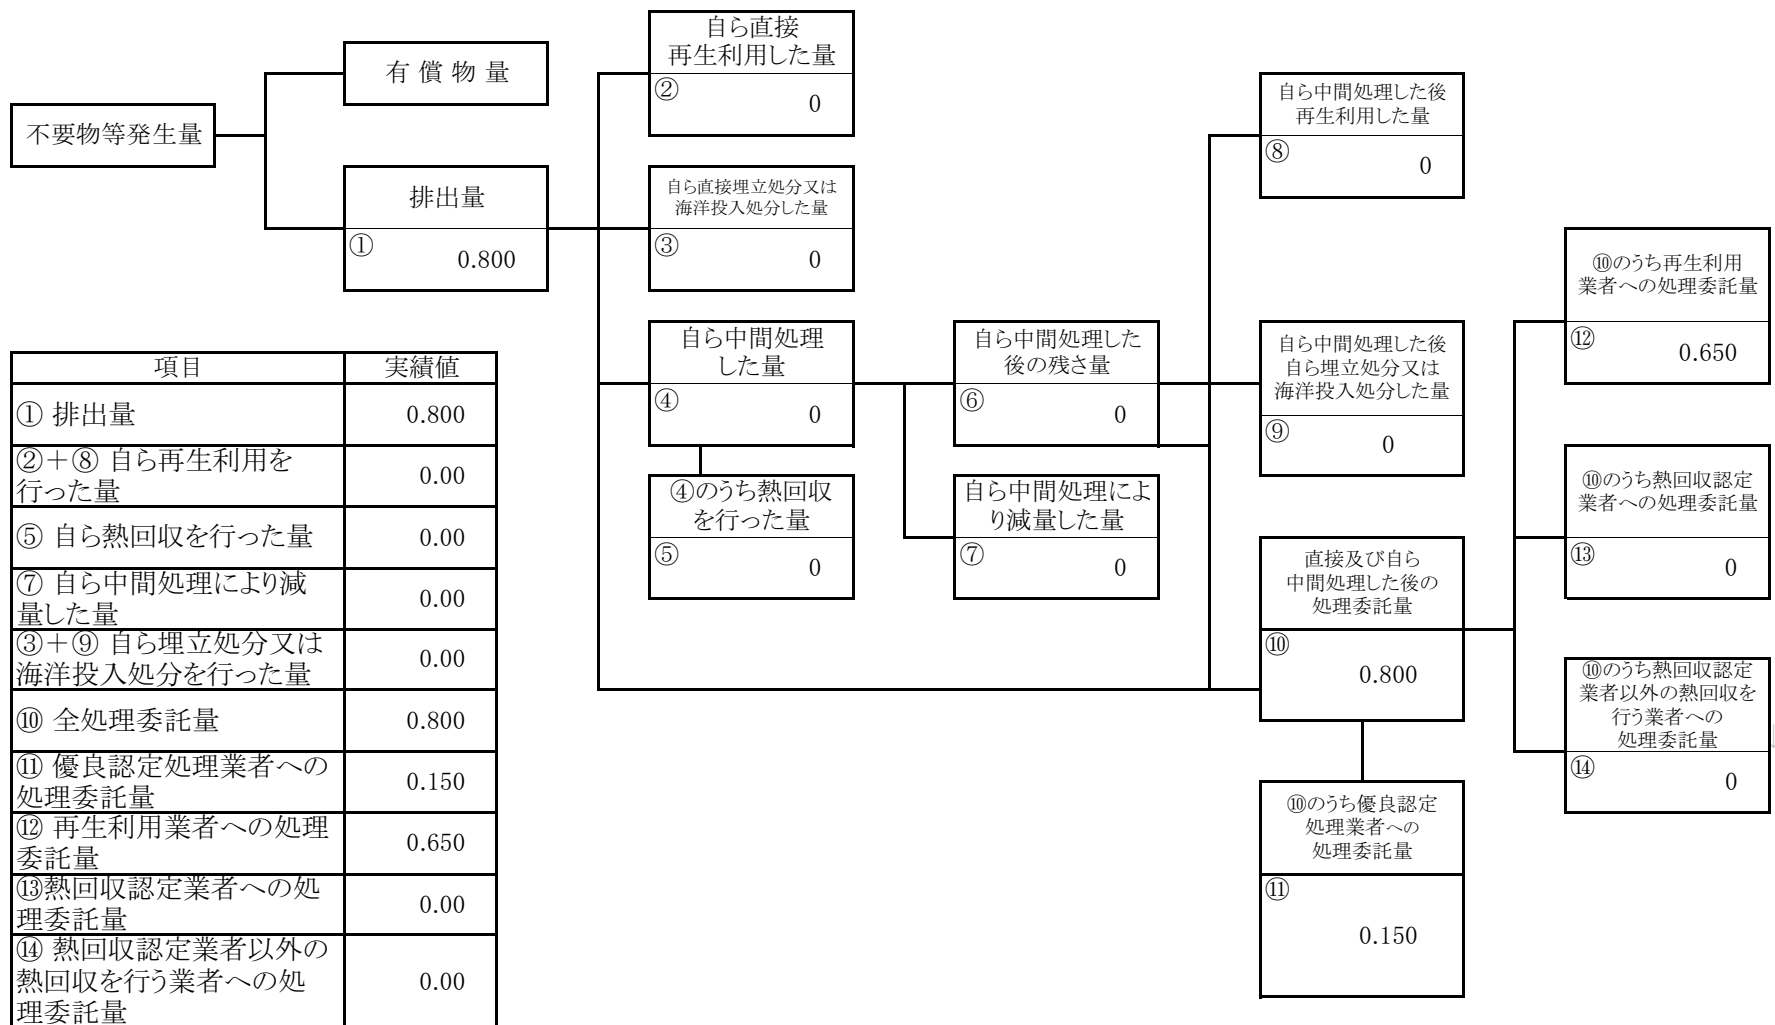 不要物等発生量
有 償 物 量
排出量
①
0.800
自ら直接
再生利用した量
②
0
自ら直接埋立処分又は
海洋投入処分した量
③
0
自ら中間処理
した量
④
0
④のうち熱回収
を行った量
⑤
0
自ら中間処理した
後の残さ量
⑥
0
自ら中間処理によ
り減量した量
⑦
0
自ら中間処理した後
再生利用した量
⑧
0
自ら中間処理した後
自ら埋立処分又は
海洋投入処分した量
⑨
0
直接及び自ら
中間処理した後の
処理委託量
⑩
0.800
⑩のうち優良認定
処理業者への
処理委託量
⑪
0.150
⑩のうち再生利用
業者への処理委託量
⑫
0.650
⑩のうち熱回収認定
業者への処理委託量
⑬
0
⑩のうち熱回収認定
業者以外の熱回収を
行う業者への
処理委託量
⑭
0
項目 実績値
① 排出量 0.800
②＋⑧ 自ら再生利用を
行った量 0.00
⑤ 自ら熱回収を行った量 0.00
⑦ 自ら中間処理により減
量した量 0.00
③＋⑨ 自ら埋立処分又は
海洋投入処分を行った量 0.00
⑩ 全処理委託量 0.800
⑪ 優良認定処理業者への
処理委託量 0.150
⑫ 再生利用業者への処理
委託量 0.650
⑬熱回収認定業者への処
理委託量 0.00
⑭ 熱回収認定業者以外の
熱回収を行う業者への処
理委託量 0.00